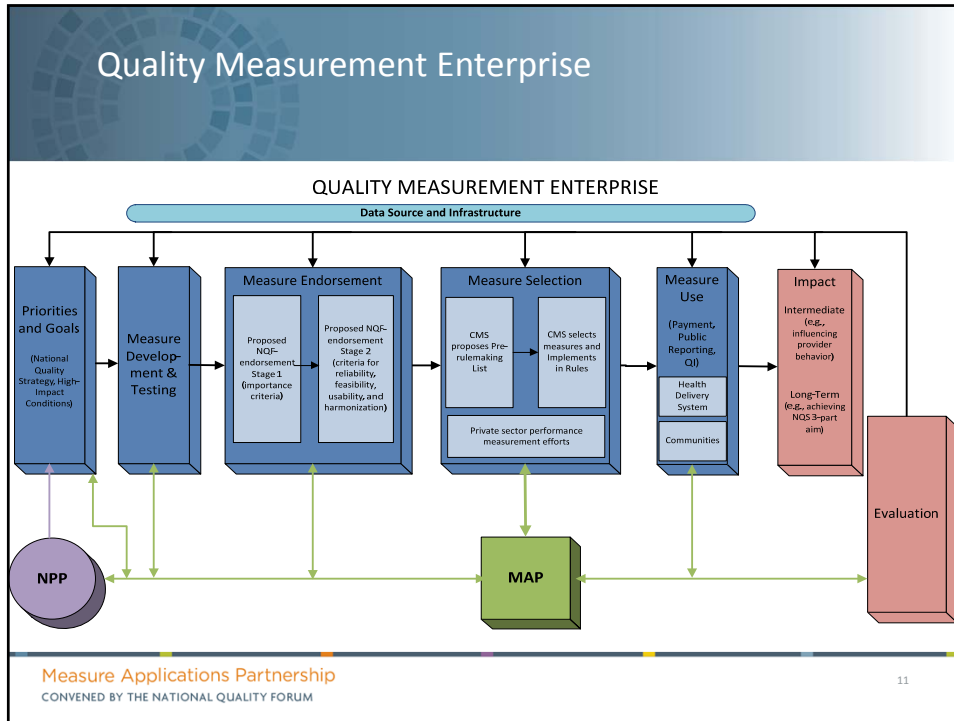 Quality Measurement Enterprise
QUALITY MEASUREMENT ENTERPRISE
Data Source and Infrastructure
Priorities
and Goals
(National
Quality
Strategy, High-
Impact
Conditions)
Measure
Develop-
ment &
Testing
Measure Endorsement
Proposed
NQF-
endorsement
Stage 1
(importance
criteria)
Proposed NQF-
endorsement
Stage 2
(criteria for
reliability,
feasibility,
usability, and
harmonization)
Measure Selection
CMS
proposes Pre-
rulemaking
List
CMS selects
measures and
Implements
in Rules
Private sector performance
measurement efforts
Measure
Use
(Payment,
Public
Reporting,
QI)
Health
Delivery
System
Communities
Impact
Intermediate
(e.g.,
influencing
provider
behavior)
Long-Term
(e.g., achieving
NQS 3-part
aim)
Evaluation
NPP
MAP
Measure Applications Partnership
CONVENED BY THE NATIONAL QUALITY FORUM
11